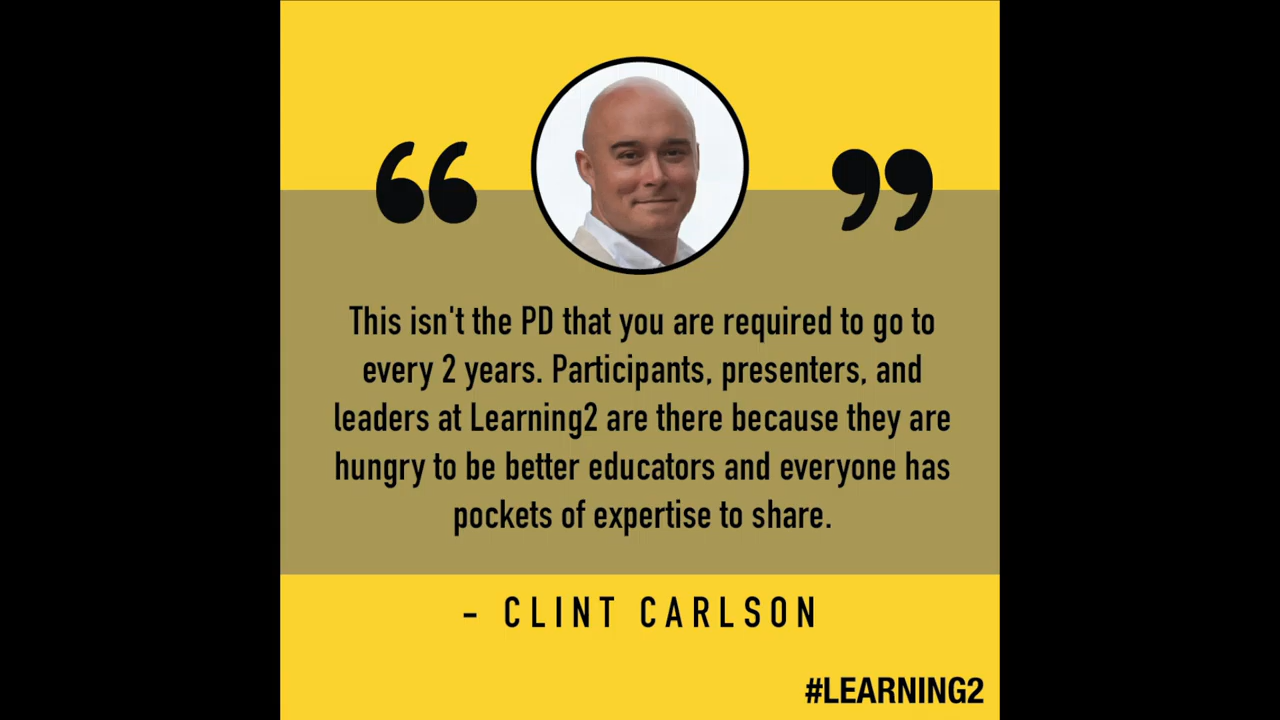 “ ”
This isn't the PD that you are required to go to
every 2 years. Participants, presenters, and
leaders at Learning2 are there because they are
hungry to be better educators and everyone has
pockets of expertise to share.
- CLINT CARLSON
#LEARNING2